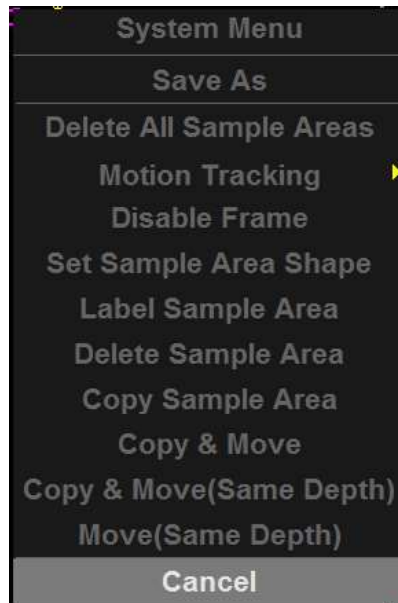 System Menu
Save As
Delete All Sample Areas
Motion Tracking
Disable Frame
Set Sample Area Shape
Label Sample Area
Delete Sample Area
Copy Sample Area
Copy & Move
Copy & Move(Same Depth)
Move(Same Depth)
Cancel